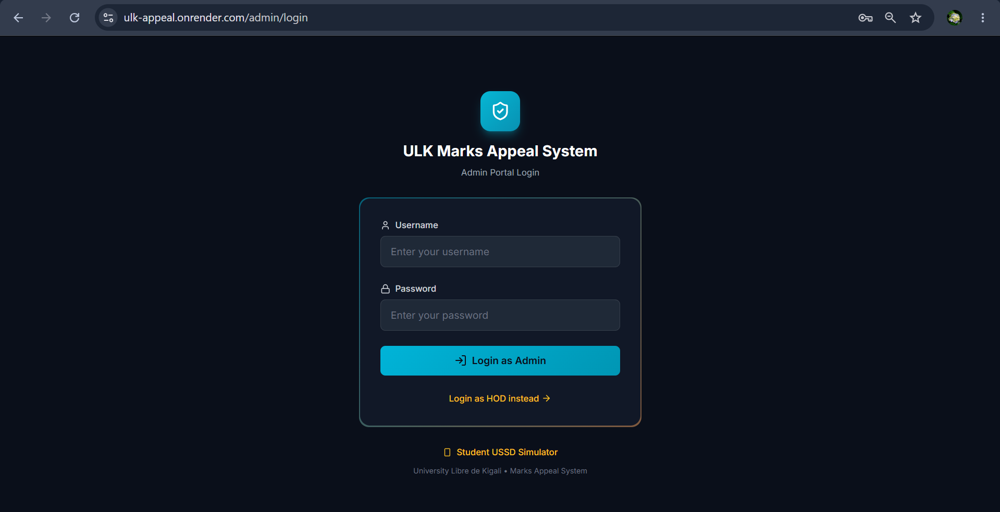 ulk-appeal.onrender.com/admin/login
ULK Marks Appeal System
Admin Portal Login
Username
Enter your username
Password
Enter your password
Login as Admin
Login as HOD instead →
Student USSD Simulator
University Libre de Kigali • Marks Appeal System